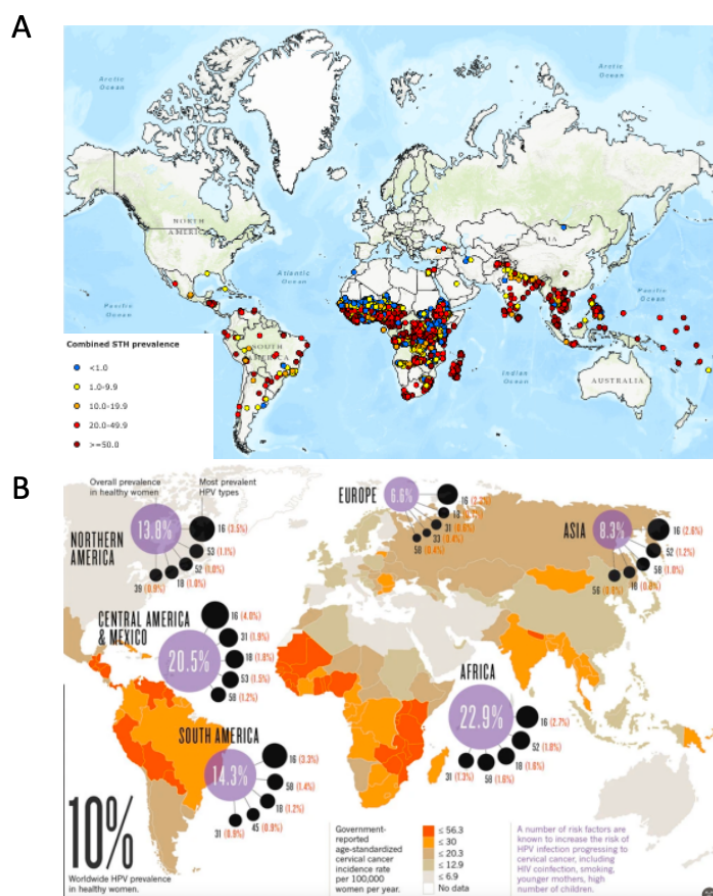 A
Arctic
Ocean
Arctic
Ocean
NORTH
AMERICA
Atlantic
Ocean
Pacific
Ocean
Pacific
Ocean
SOUTH
AMERICA
Indian
Ocean
AUSTRALIA
Combined STH prevalence
<1.0
1.0-9.9
10.0-19.9
20.0-49.9
>=50.0
B
Overall prevalence
in healthy women
Most prevalent
HPV types
NORTHERN
AMERICA
13.8%
16 (3.5%)
53 (1.1%)
52 (1.0%)
18 (1.0%)
39 (0.9%)
EUROPE
6.6%
16
31
33 (0.4%)
58 (0.4%)
ASIA
8.3%
16 (2.6%)
52 (1.2%)
58 (1.0%)
18 (0.8%)
56
CENTRAL AMERICA
& MEXICO
20.5%
16 (4.0%)
31 (1.9%)
18 (1.8%)
53 (1.5%)
58 (1.2%)
AFRICA
22.9%
16 (2.7%)
52 (1.8%)
18 (1.6%)
58 (1.6%)
31 (1.3%)
SOUTH AMERICA
14.3%
16 (3.3%)
58 (1.4%)
18 (1.2%)
45 (0.9%)
31 (0.9%)
10%
Worldwide HPV prevalence
in healthy women.
Government-
reported
age-standardized
cervical cancer
incidence rate
per 100,000
women per year.
≤ 56.3
≤ 30
≤ 20.3
≤ 12.9
≤ 6.9
No data
A number of risk factors are
known to increase the risk of
HPV infection progressing to
cervical cancer, including
HIV coinfection, smoking,
younger mothers, high
number of children.